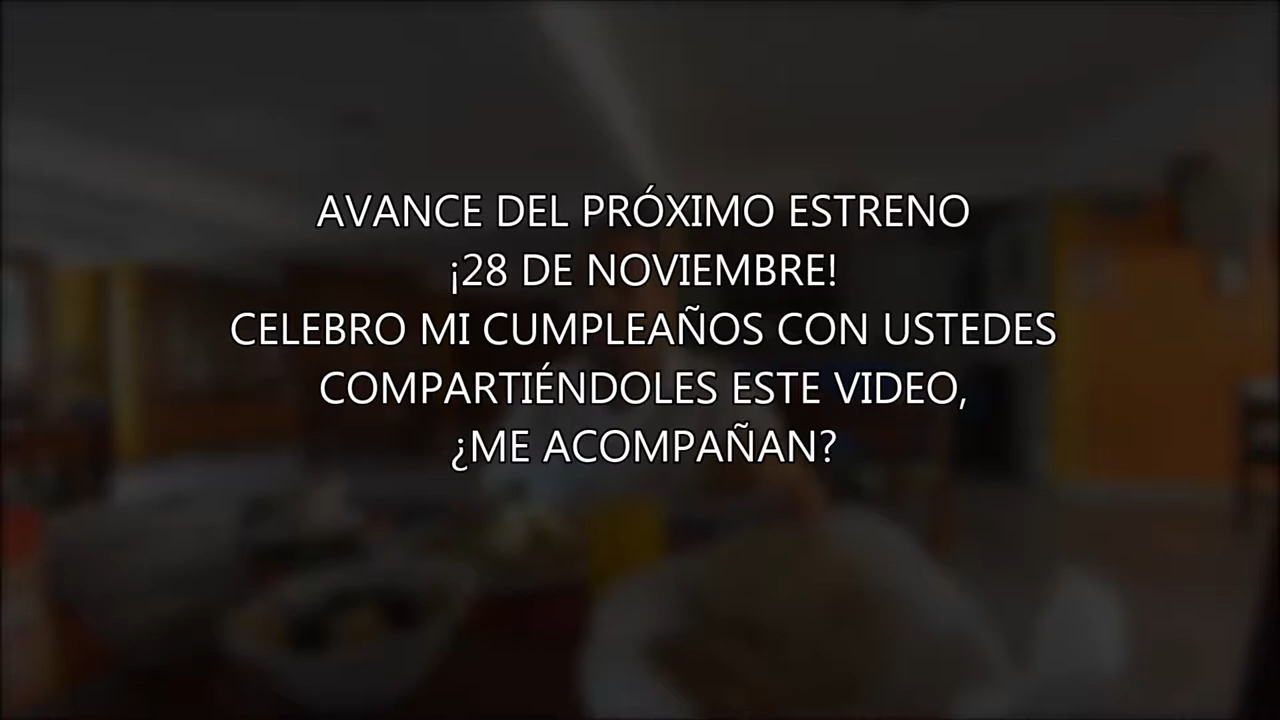 AVANCE DEL PRÓXIMO ESTRENO
¡28 DE NOVIEMBRE!
CELEBRO MI CUMPLEAÑOS CON USTEDES
COMPARTIÉNDOLES ESTE VIDEO,
¿ME ACOMPAÑAN?